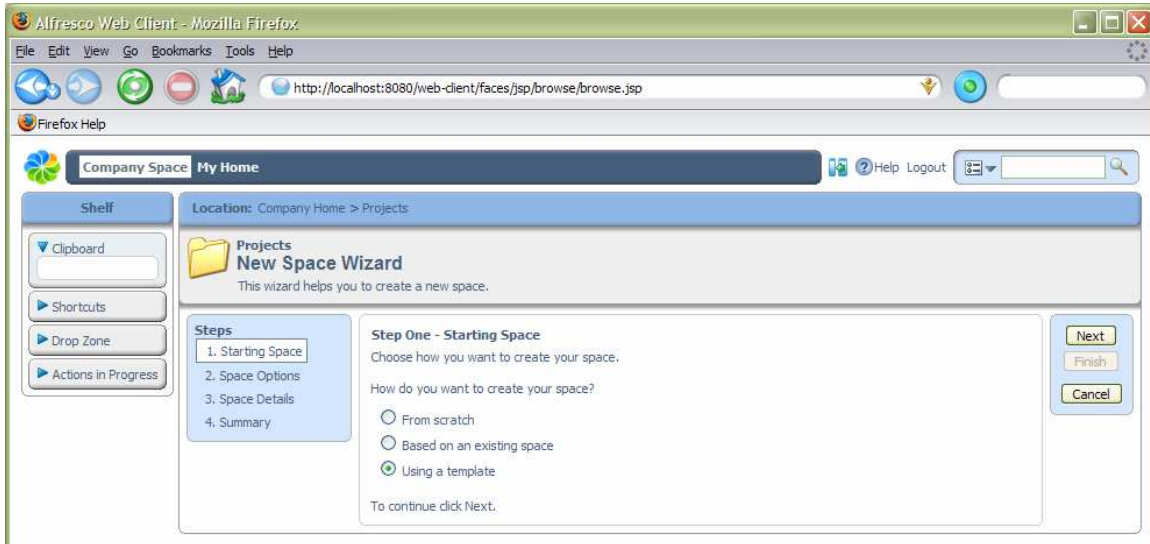 Alfresco Web Client - Mozilla Firefox
File Edit View Go Bookmarks Tools Help
http://localhost:8080/web-client/faces/jsp/browse/browse.jsp
Firefox Help
Company Space My Home Help Logout
Shelf
Location: Company Home > Projects
Clipboard
Shortcuts
Drop Zone
Actions in Progress
Projects
New Space Wizard
This wizard helps you to create a new space.
Steps
1. Starting Space
2. Space Options
3. Space Details
4. Summary
Step One - Starting Space
Choose how you want to create your space.
How do you want to create your space?
From scratch
Based on an existing space
Using a template
To continue click Next.
Next
Finish
Cancel